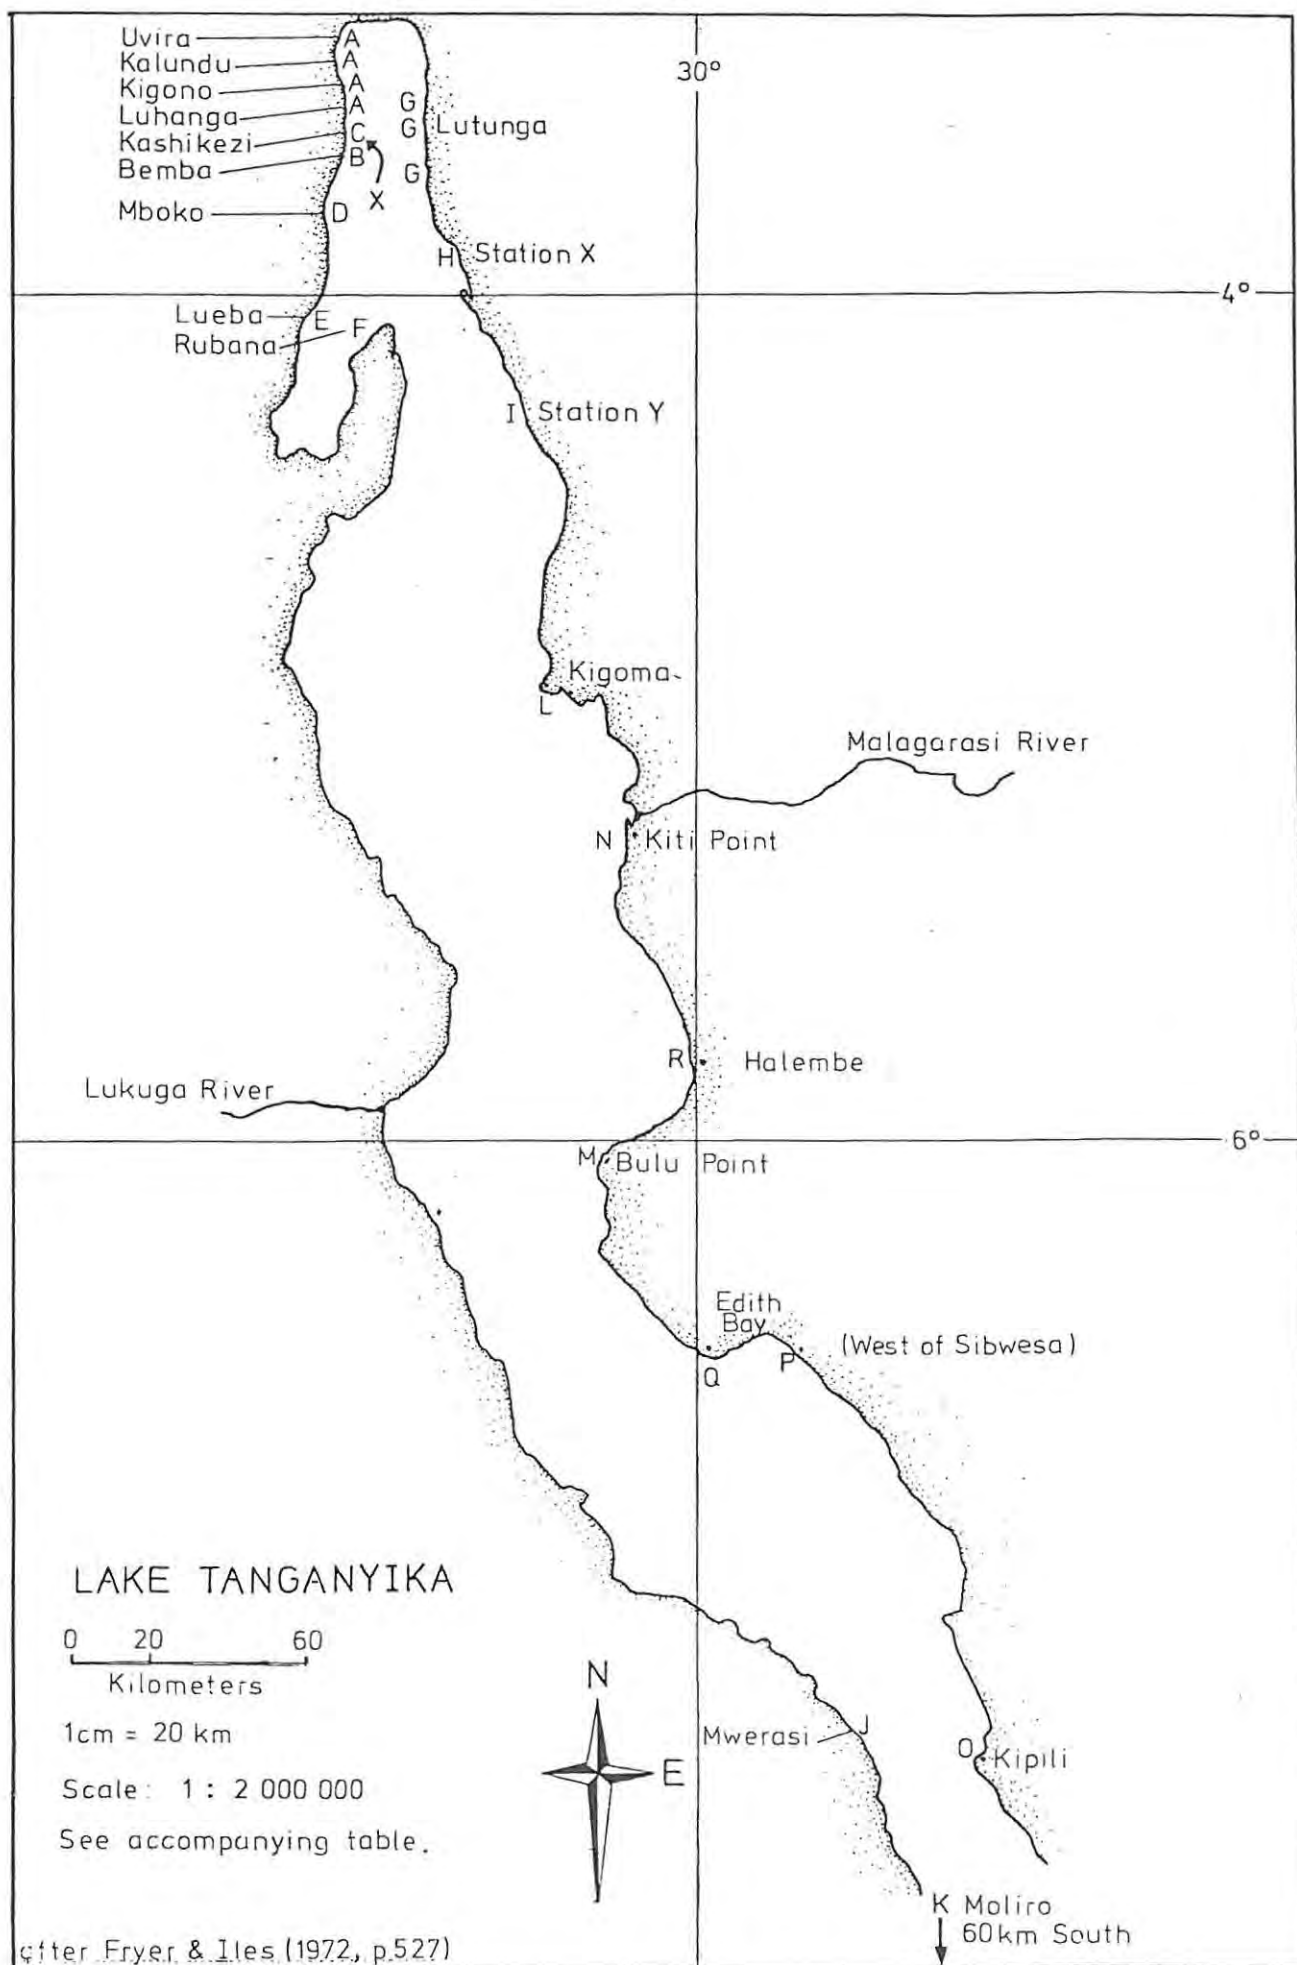 Uvira A
Kalundu A
30°
Kigono A
Luhanga A G
Kashikezi C G Lutunga
Bemba B G
X
Mboko D
H Station X
4°
Lueba E
Rubana F
I Station Y
Kigoma
L
Malagarasi River
N Kiti Point
R Halembe
Lukuga River
6°
M Bulu Point
Edith
Bay
(West of Sibwesa)
P
Q
LAKE TANGANYIKA
0 20 60
Kilometers
1cm = 20 km
Scale: 1 : 2 000 000
See accompanying table.
N
E
Mwerasi J
O Kipili
K Moliro
60km South
after Fryer & Iles (1972, p.527)